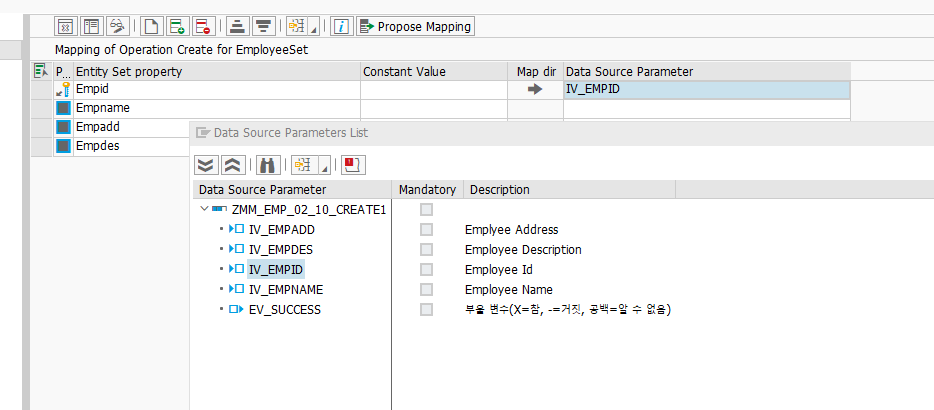 Propose Mapping
Mapping of Operation Create for EmployeeSet
P... Entity Set property Constant Value Map dir Data Source Parameter
Empid IV_EMPID
Empname
Empadd
Empdes
Data Source Parameters List
Data Source Parameter Mandatory Description
ZMM_EMP_02_10_CREATE1
IV_EMPADD Emplyee Address
IV_EMPDES Employee Description
IV_EMPID Employee Id
IV_EMPNAME Employee Name
EV_SUCCESS 부울 변수(X=참, -=거짓, 공백=알 수 없음)